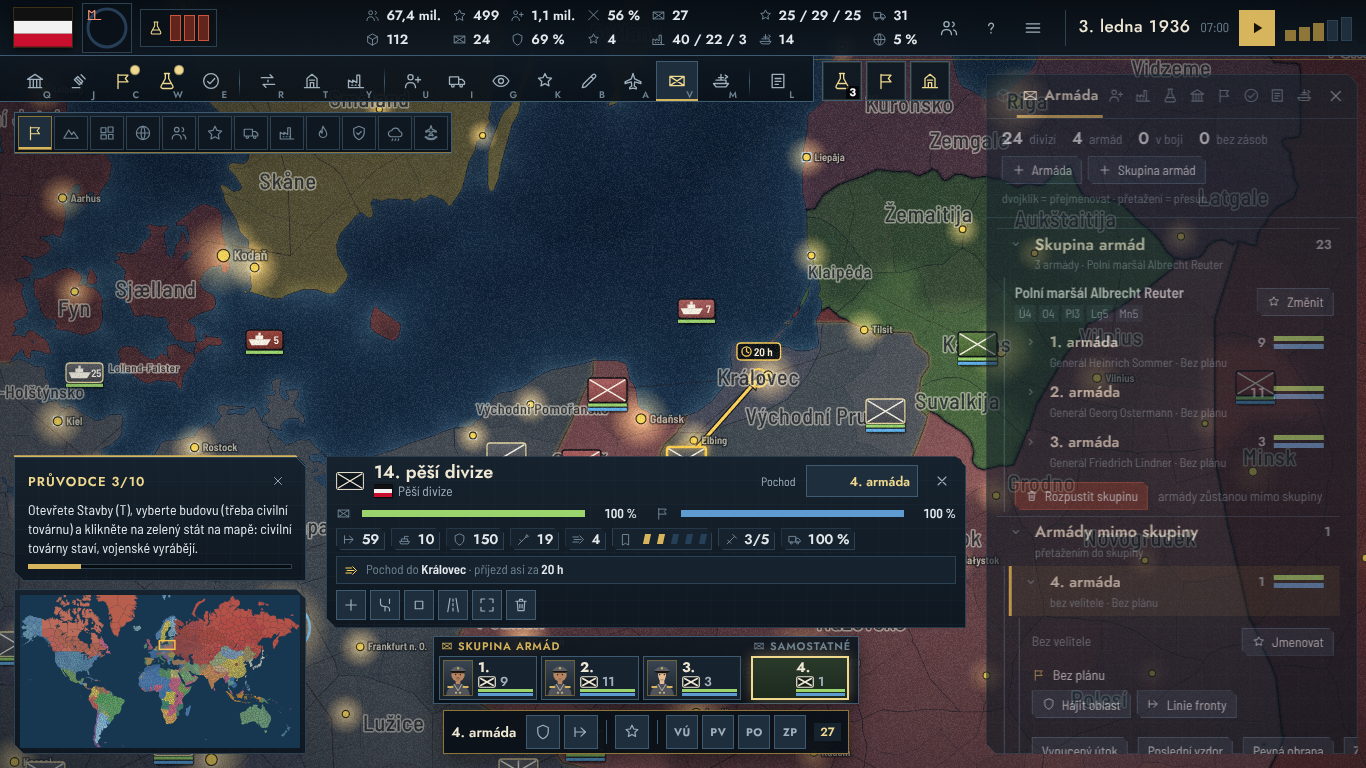 67,4 mil. 499 1,1 mil. 56 % 27 25 / 29 / 25 31
112 24 69 % 4 40 / 22 / 3 14 5 %
? 3. ledna 1936 07:00
Q J C W E R T Y U I O K B A V M L 3
Vidzeme
Kuronsko
Riga
Zemgale
Liepāja
Skåne
Aarhus
Kodaň
Žemaitija
Latgale
Aukštaitija
Sjælland
Fyn
Klaipėda
7
5
Tilsit
20 h
Královec
25
Lolland-Falster
-Holštýnsko
Kiel
Východní Pomořansko
Gdaňsk
Suvalkija
Vilnius
Vilnius
Minsk
Rostock
Elbing
Grodno
Novogrudek
Polesí
Frankfurt n. O.
Lužice
Armáda
24 divizí 4 armád 0 v boji 0 bez zásob
+ Armáda + Skupina armád
dvojklik = přejmenovat · přetažení = přesun
Skupina armád 23
3 armády · Polní maršál Albrecht Reuter
Polní maršál Albrecht Reuter Změnit
Ú4 O4 Pl3 Lg5 Mn5
1. armáda 9
Generál Heinrich Sommer · Bez plánu
2. armáda 11
Generál Georg Ostermann · Bez plánu
3. armáda 3
Generál Friedrich Lindner · Bez plánu
Rozpustit skupinu armády zůstanou mimo skupiny
Armády mimo skupiny 1
přetažením do skupiny
4. armáda 1
bez velitele · Bez plánu
Bez velitele Jmenovat
Bez plánu
Hájit oblast Linie fronty
Vynucený útok Poslední vzdor Pevná obrana
PRŮVODCE 3/10
Otevřete Stavby (T), vyberte budovu (třeba civilní
továrnu) a klikněte na zelený stát na mapě: civilní
továrny staví, vojenské vyrábějí.
14. pěší divize
Pěší divize
Pochod 4. armáda
100 % 100 %
59 10 150 19 4 3/5 100 %
Pochod do Královec · příjezd asi za 20 h
SKUPINA ARMÁD SAMOSTATNÉ
1. 9 2. 11 3. 3 4. 1
4. armáda VÚ PV PO ZP 27